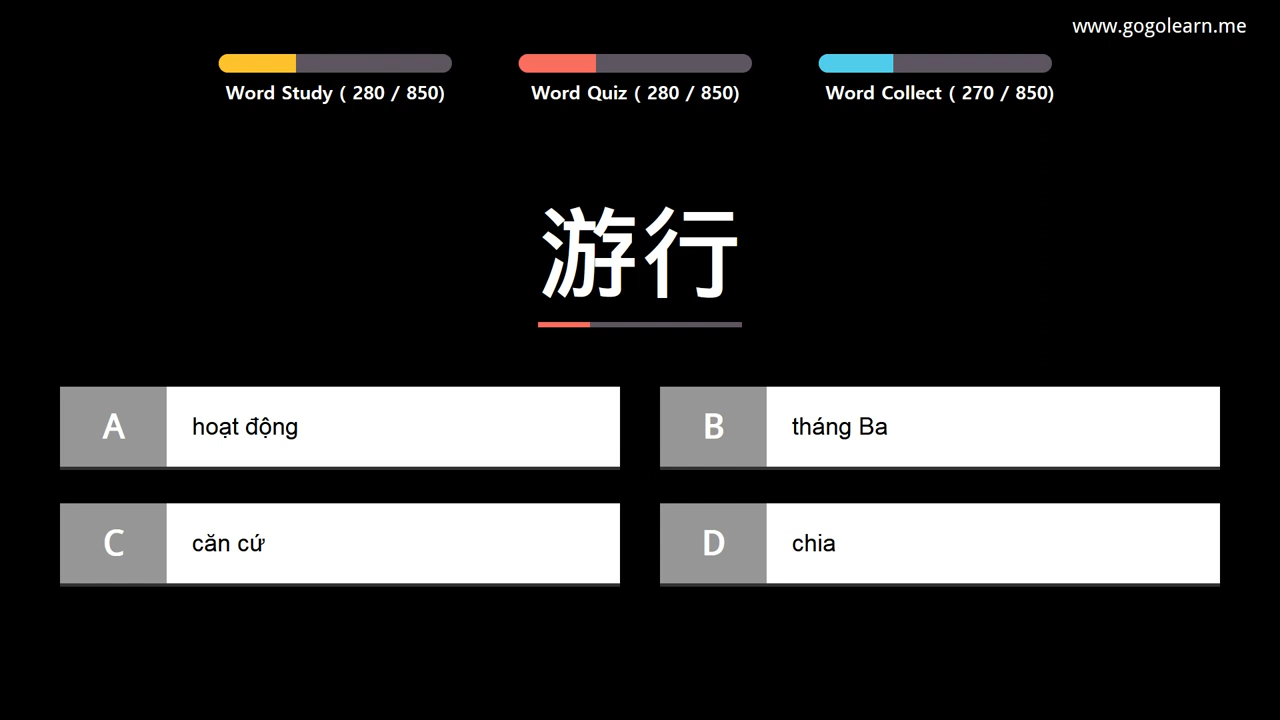 www.gogolearn.me
Word Study ( 280 / 850)
Word Quiz ( 280 / 850)
Word Collect ( 270 / 850)
游行
A hoạt động
B tháng Ba
C căn cứ
D chia